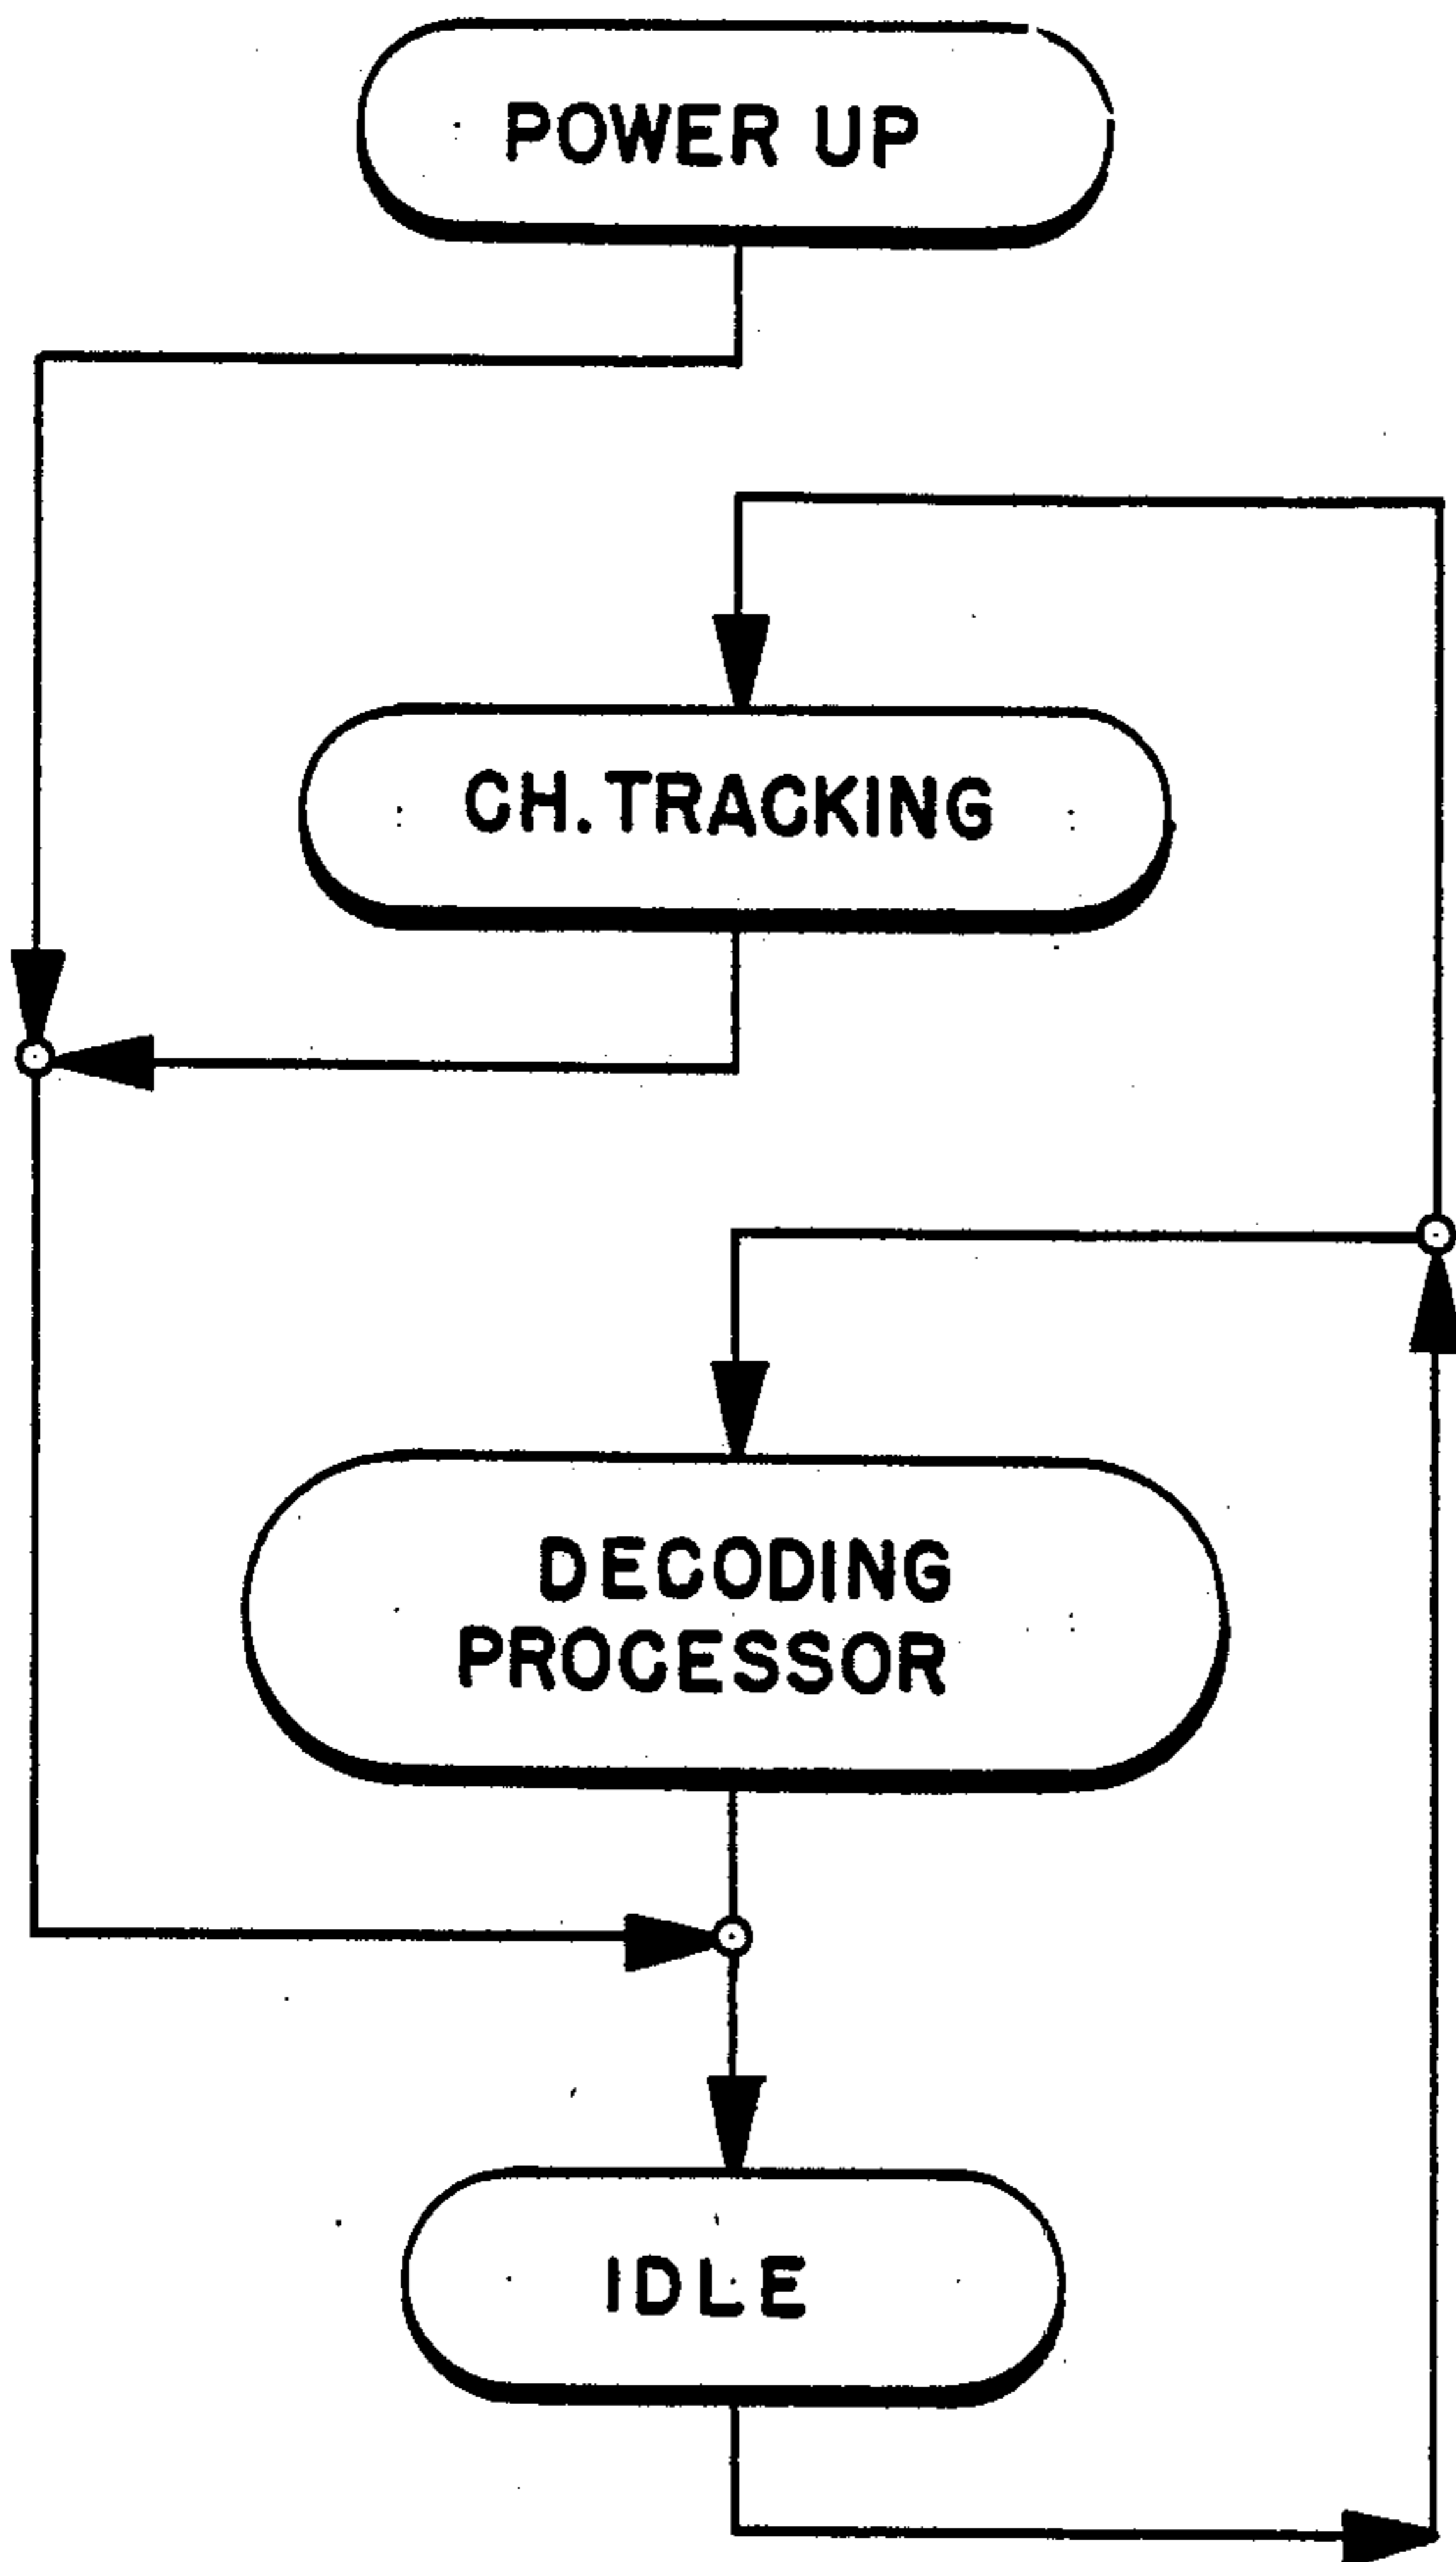 POWER UP
CH. TRACKING
DECODING
PROCESSOR
IDLE